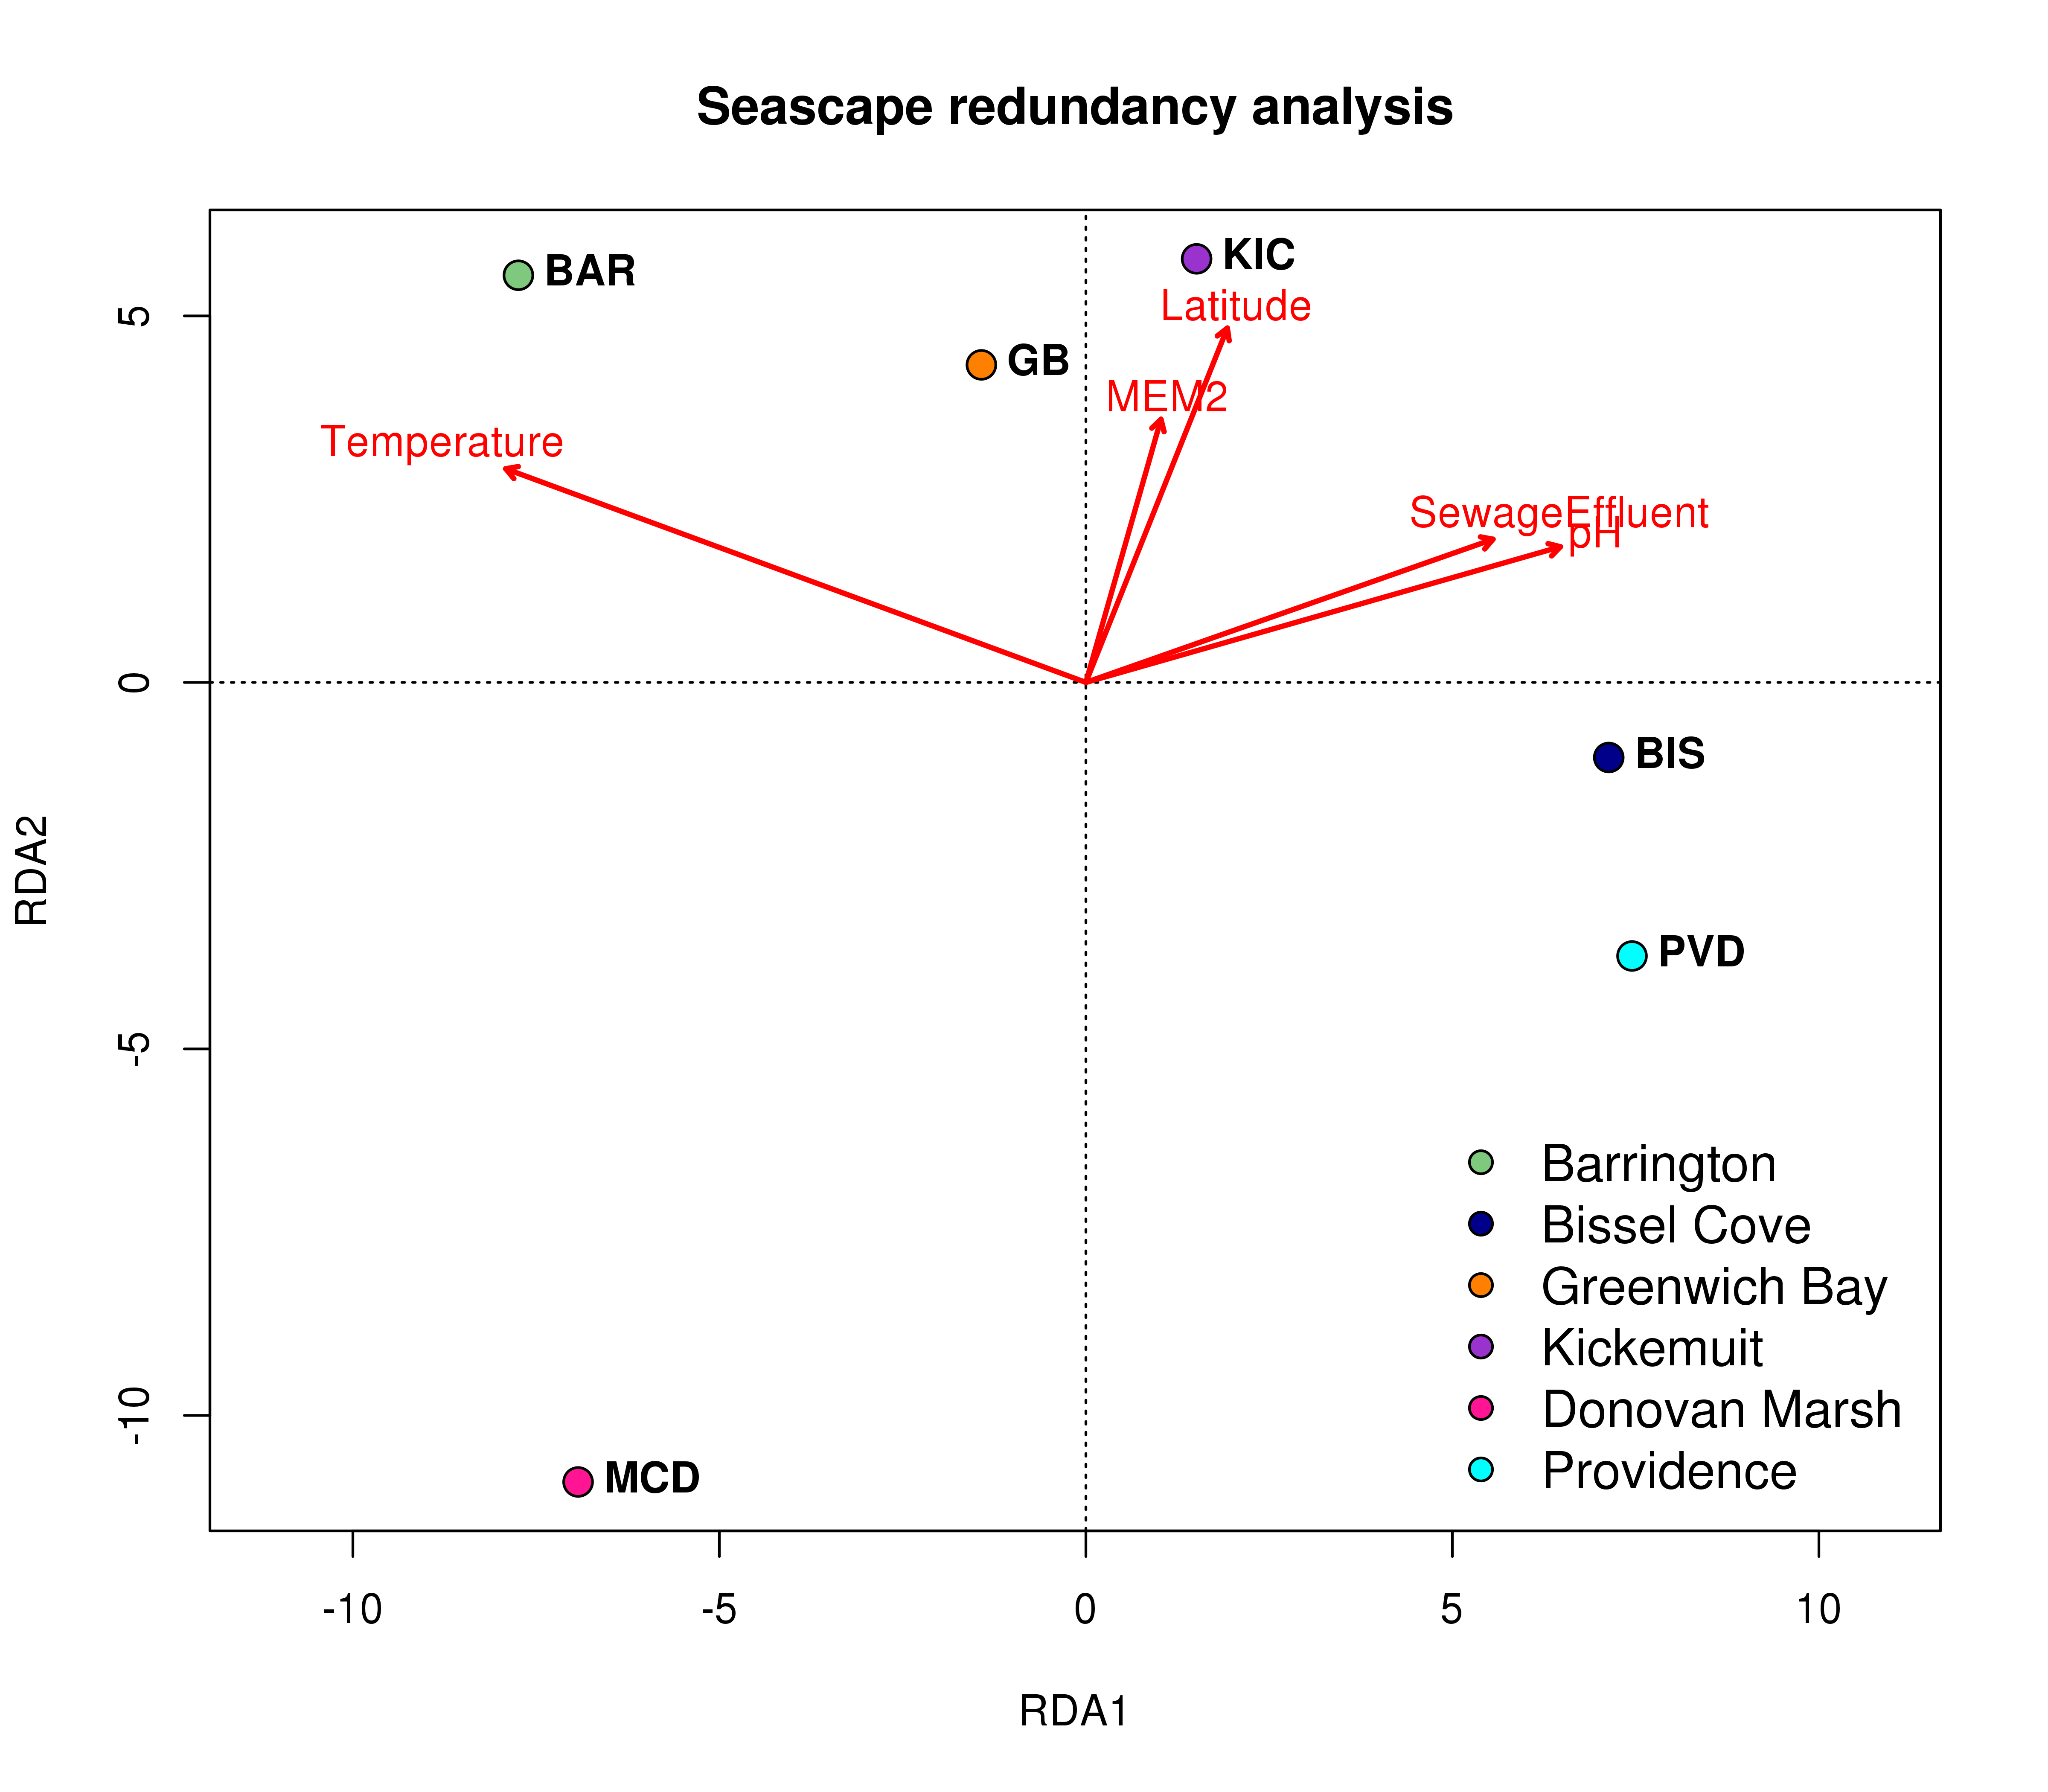 Seascape redundancy analysis
BAR
KIC
Latitude
GB
MEM2
Temperature
SewageEffluent
pH
BIS
PVD
MCD
Barrington
Bissel Cove
Greenwich Bay
Kickemuit
Donovan Marsh
Providence
5
0
-5
-10
RDA2
-10
-5
0
5
10
RDA1